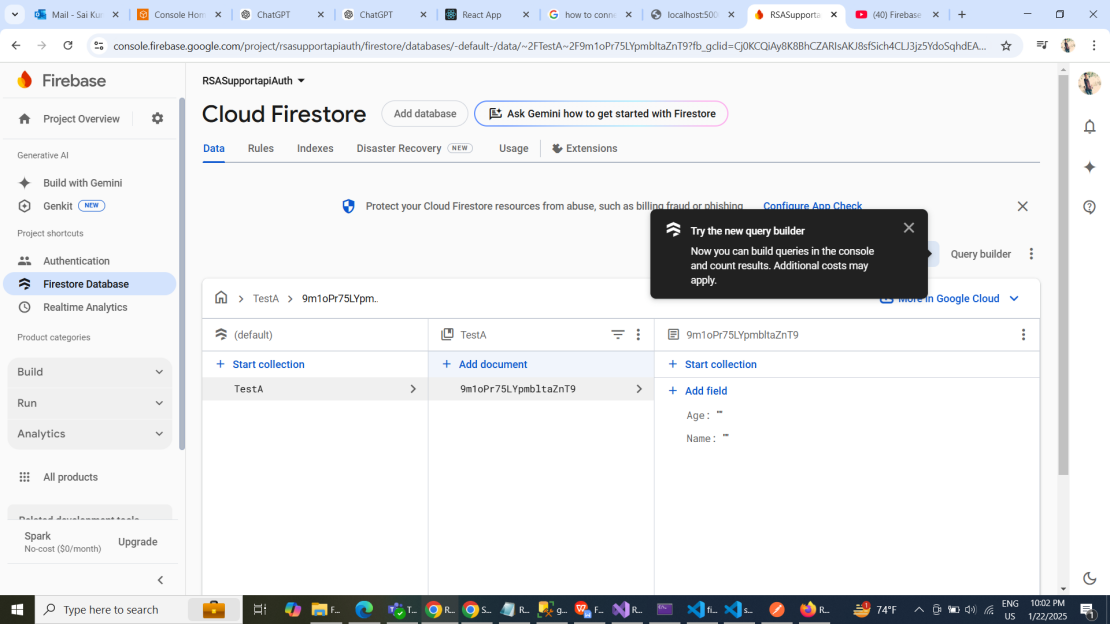 Mail - Sai Kur
Console Hom
ChatGPT
ChatGPT
React App
how to conne
localhost:500
RSASupporta
(40) Firebase
console.firebase.google.com/project/rsasupportapiauth/firestore/databases/-default-/data/~2FTestA~2F9m1oPr75LYpmbltaZnT9?fb_gclid=Cj0KCQiAy8K8BhCZARIsAKJ8sfSich4CLJ3jz5YdoSqhdEA...
Firebase
RSASupportapiAuth
Cloud Firestore
Add database
Ask Gemini how to get started with Firestore
Project Overview
Data
Rules
Indexes
Disaster Recovery
NEW
Usage
Extensions
Generative AI
Build with Gemini
Genkit
NEW
Project shortcuts
Authentication
Firestore Database
Realtime Analytics
Product categories
Build
Run
Analytics
All products
Related development tools
Spark
No-cost ($0/month)
Upgrade
Protect your Cloud Firestore resources from abuse, such as billing fraud or phishing
Configure App Check
Try the new query builder
Now you can build queries in the console
and count results. Additional costs may
apply.
Query builder
TestA
9m1oPr75LYpm..
More in Google Cloud
(default)
TestA
9m1oPr75LYpmbltaZnT9
+ Start collection
+ Add document
+ Start collection
TestA
9m1oPr75LYpmbltaZnT9
+ Add field
Age: ""
Name: ""
Type here to search
R...
S...
R...
g...
R...
fi...
s...
R...
74°F
ENG
US
10:02 PM
1/22/2025
1